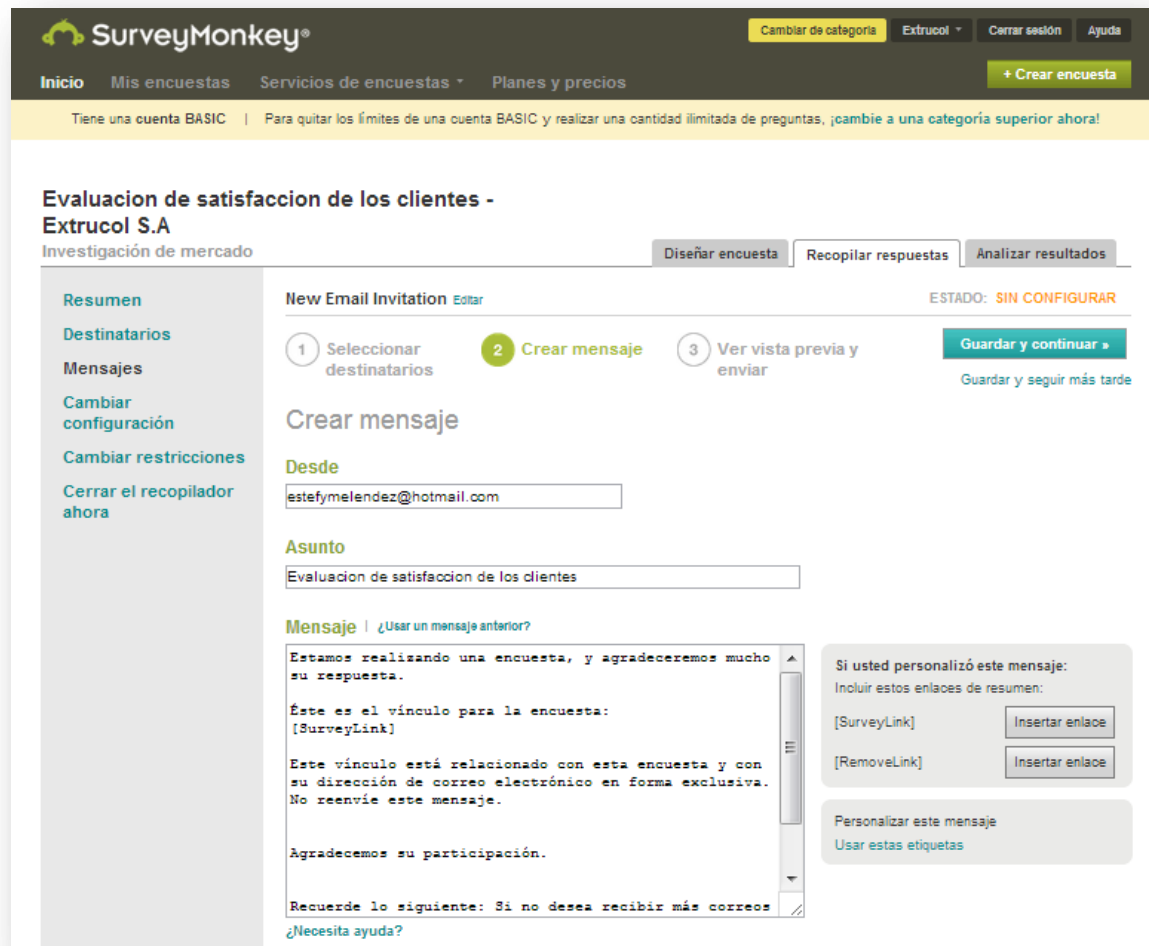 SurveyMonkey®
Cambiar de categoría
Extrucol
Cerrar sesión
Ayuda
Inicio
Mis encuestas
Servicios de encuestas
Planes y precios
+ Crear encuesta
Tiene una cuenta BASIC | Para quitar los límites de una cuenta BASIC y realizar una cantidad ilimitada de preguntas, ¡cambie a una categoría superior ahora!
Evaluacion de satisfaccion de los clientes -
Extrucol S.A
Investigación de mercado
Diseñar encuesta
Recopilar respuestas
Analizar resultados
Resumen
Destinatarios
Mensajes
Cambiar
configuración
Cambiar restricciones
Cerrar el recopilador
ahora
New Email Invitation Editar
ESTADO: SIN CONFIGURAR
1 Seleccionar
destinatarios
2 Crear mensaje
3 Ver vista previa y
enviar
Guardar y continuar »
Guardar y seguir más tarde
Crear mensaje
Desde
estefymelendez@hotmail.com
Asunto
Evaluacion de satisfaccion de los clientes
Mensaje | ¿Usar un mensaje anterior?
Estamos realizando una encuesta, y agradeceremos mucho
su respuesta.
Éste es el vínculo para la encuesta:
[SurveyLink]
Este vínculo está relacionado con esta encuesta y con
su dirección de correo electrónico en forma exclusiva.
No reenvíe este mensaje.
Agradecemos su participación.
Recuerde lo siguiente: Si no desea recibir más correos
¿Necesita ayuda?
Si usted personalizó este mensaje:
Incluir estos enlaces de resumen:
[SurveyLink]
Insertar enlace
[RemoveLink]
Insertar enlace
Personalizar este mensaje
Usar estas etiquetas